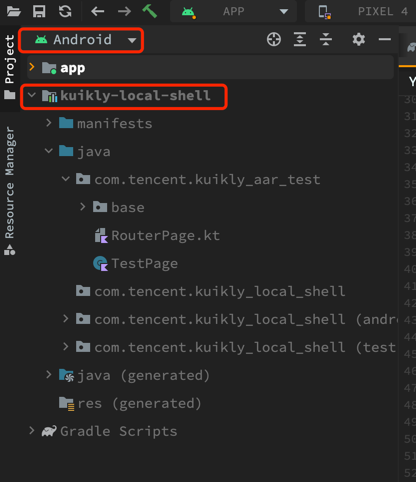 APP
PIXEL 4
Project
Android
app
kuikly-local-shell
manifests
java
com.tencent.kuikly_aar_test
base
RouterPage.kt
TestPage
com.tencent.kuikly_local_shell
com.tencent.kuikly_local_shell (andr
com.tencent.kuikly_local_shell (test
java (generated)
res (generated)
Gradle Scripts
Resource Manager